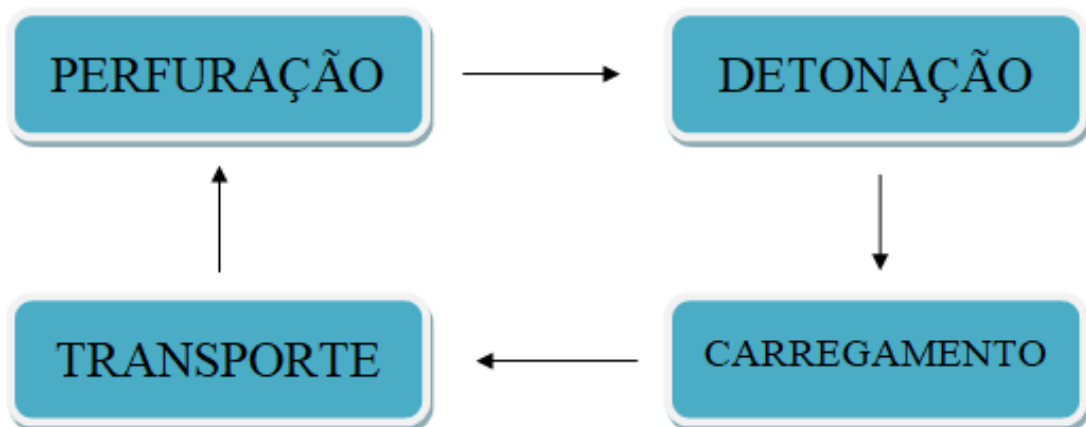 PERFURAÇÃO
DETONAÇÃO
TRANSPORTE
CARREGAMENTO